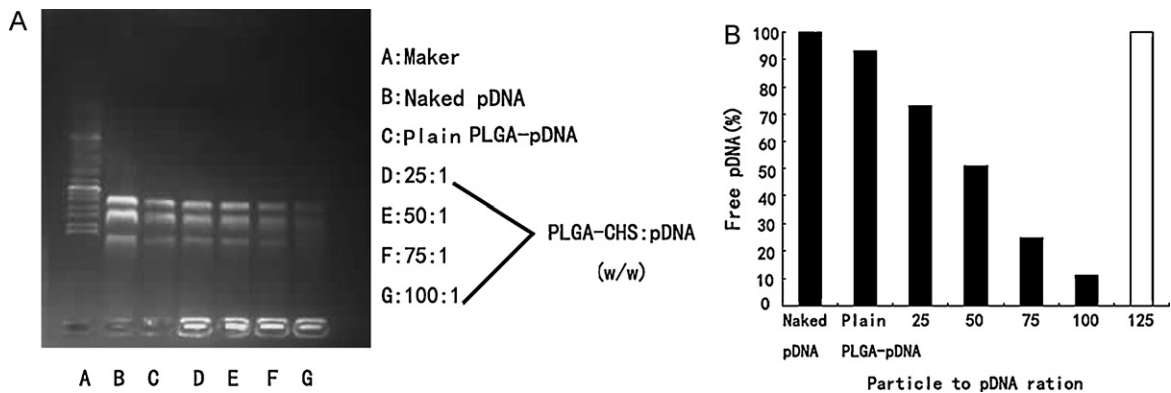 A
A:Maker
B:Naked pDNA
C:Plain PLGA-pDNA
D:25:1
E:50:1
F:75:1
G:100:1
PLGA-CHS:pDNA
(w/w)
A B C D E F G
B
Free pDNA(%)
100
90
80
70
60
50
40
30
20
10
0
Naked pDNA
Plain PLGA-pDNA
25 50 75 100 125
Particle to pDNA ration